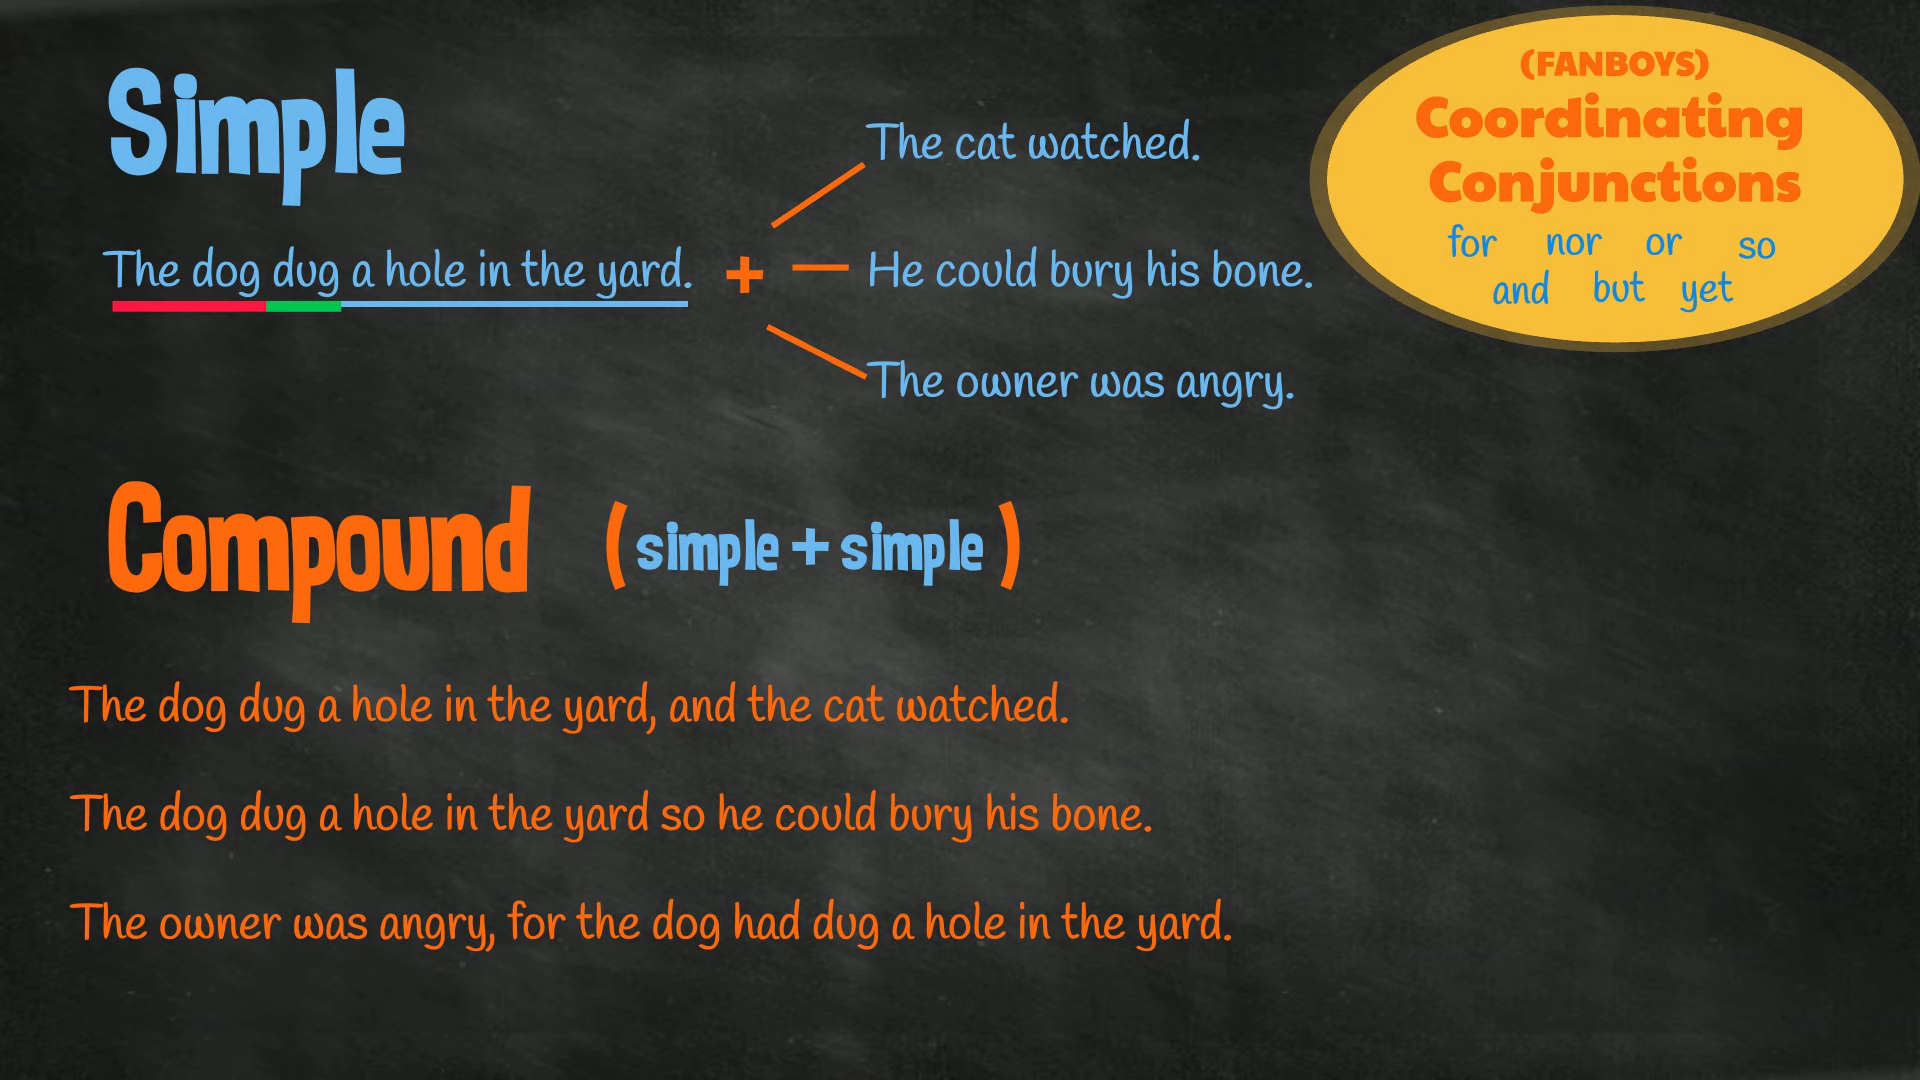 Simple
The dog dug a hole in the yard.
+
The cat watched.
He could bury his bone.
The owner was angry.
(FANBOYS)
Coordinating
Conjunctions
for nor or so
and but yet
Compound (simple + simple)
The dog dug a hole in the yard, and the cat watched.
The dog dug a hole in the yard so he could bury his bone.
The owner was angry, for the dog had dug a hole in the yard.